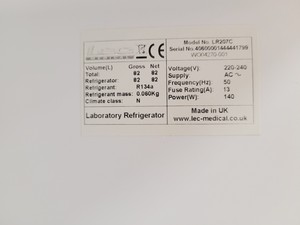 Model No. LR207C
Serial No.
CE
Volume(L) Gross Net
Total: 82 82
Refrigerator: 82 82
Refrigerant: R134a
Refrigerant mass: 0.060Kg
Climate class: N
Voltage(V) 220-240
Supply AC ~
Frequency(Hz) 50
Fuse Rating(A) 13
Power(W) 140
Laboratory Refrigerator
Made in UK
www.lec-medical.co.uk